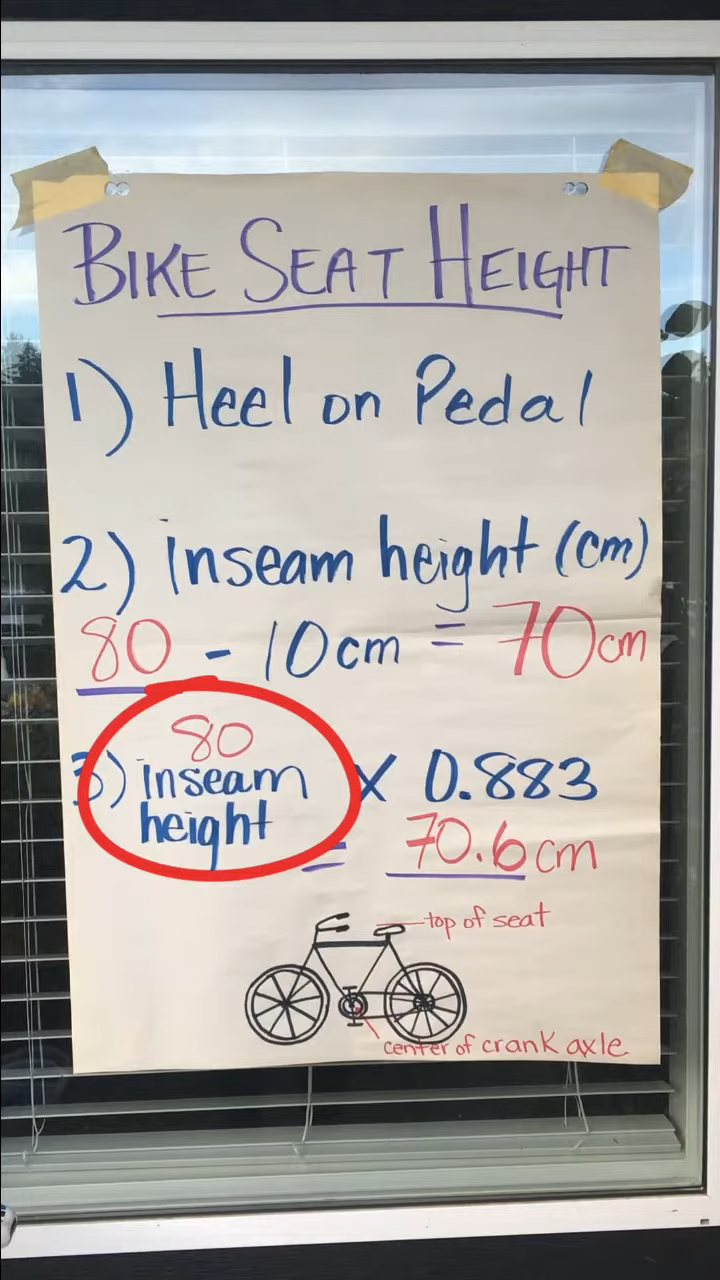 BIKE SEAT HEIGHT
1) Heel on Pedal
2) inseam height (cm)
80 - 10cm = 70cm
80
3) inseam height x 0.883
= 70.6cm
top of seat
center of crank axle